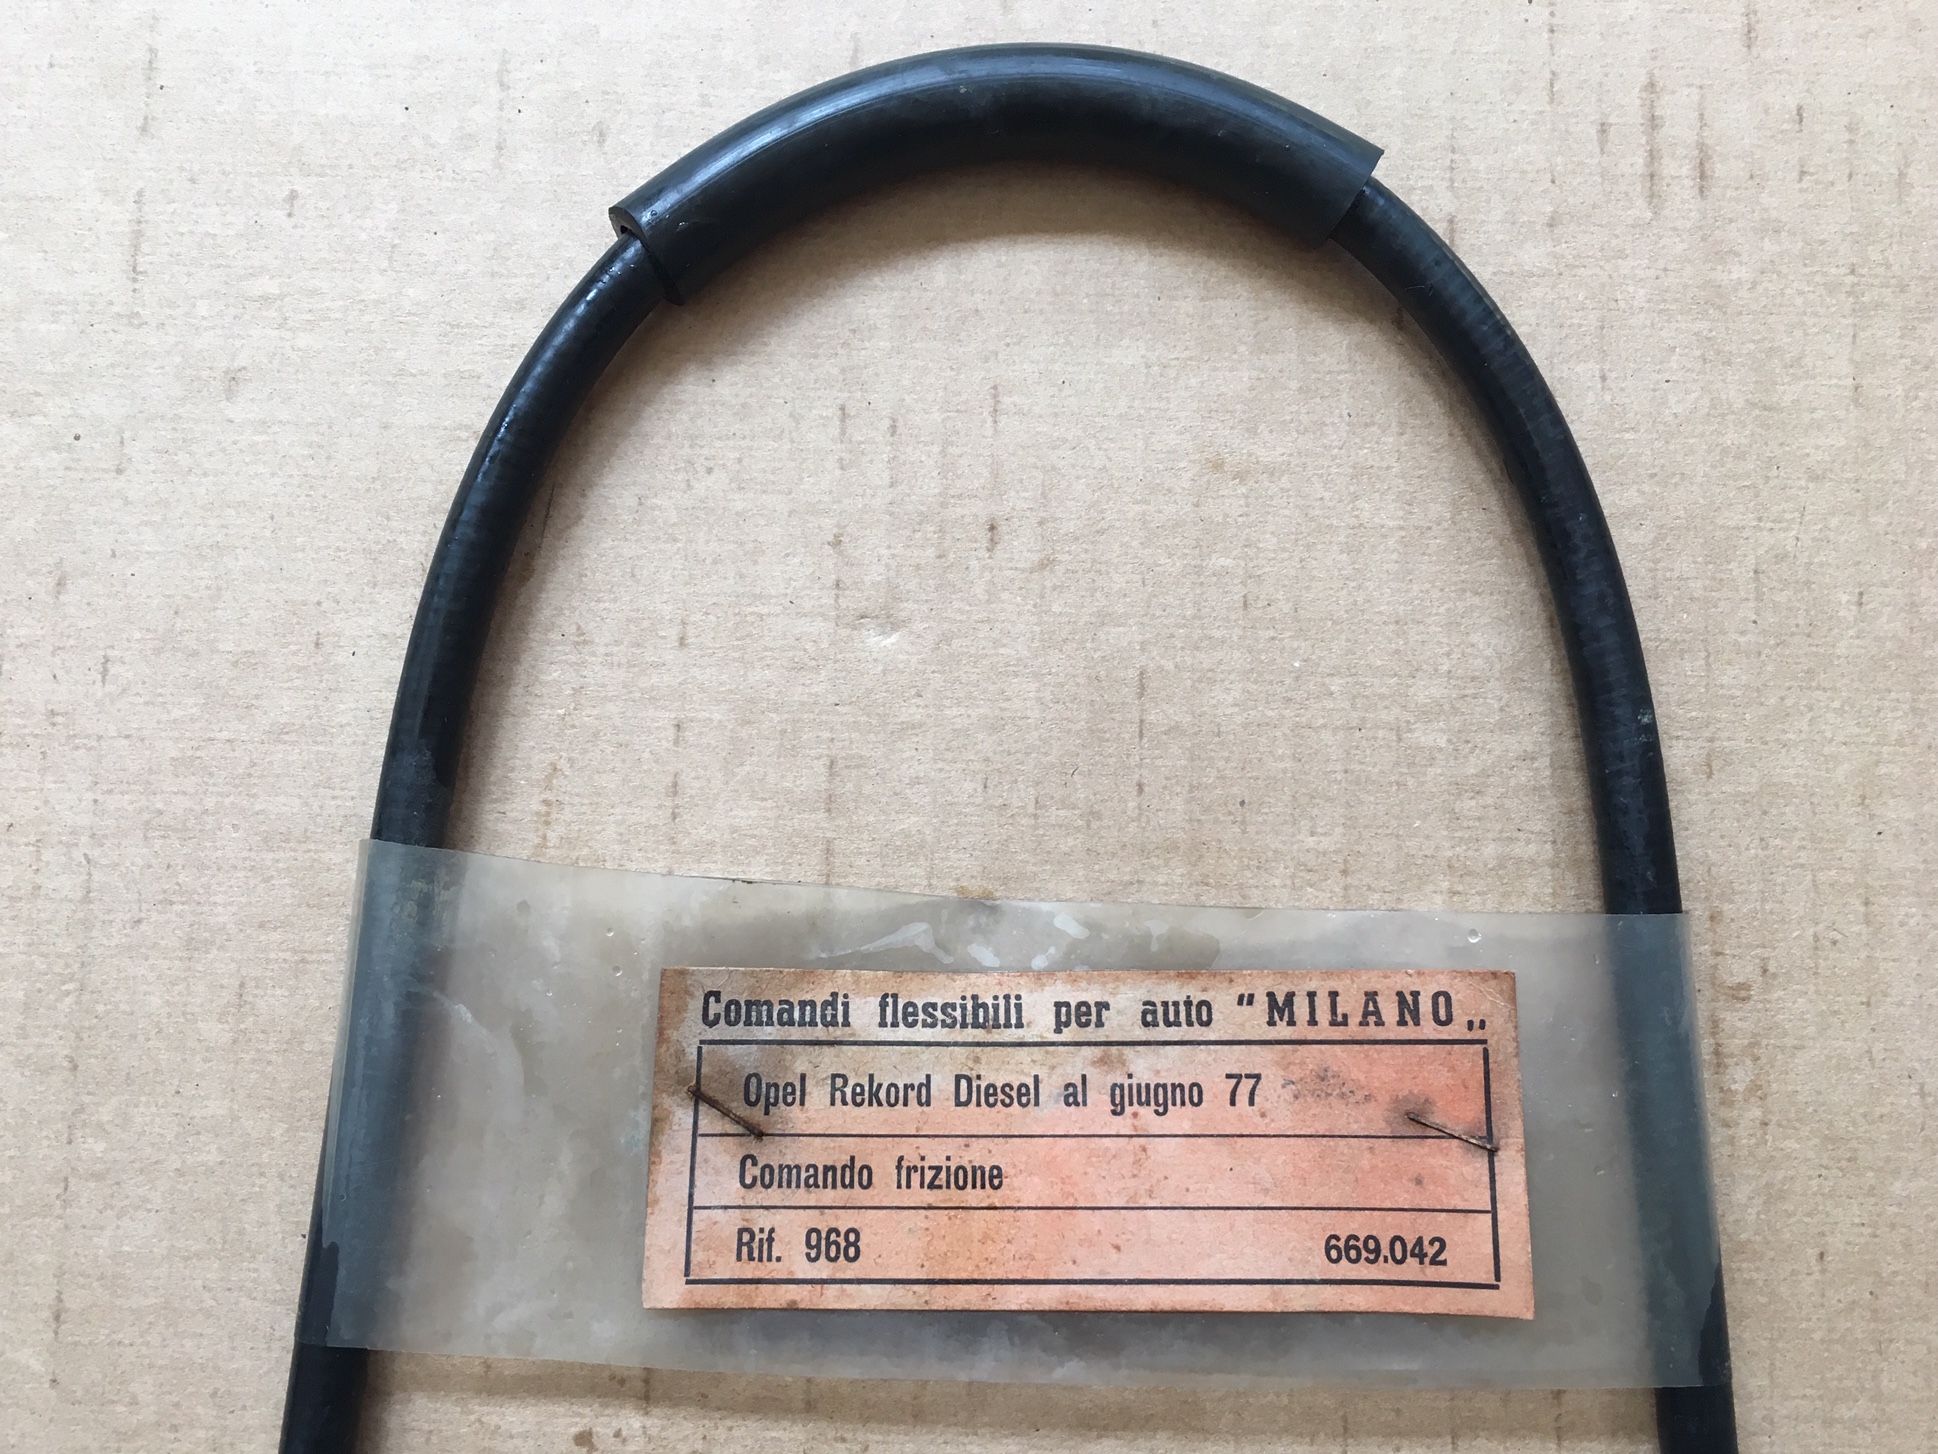 Comandi flessibili per auto "MILANO„
Opel Rekord Diesel al giugno 77
Comando frizione
Rif. 968 669.042